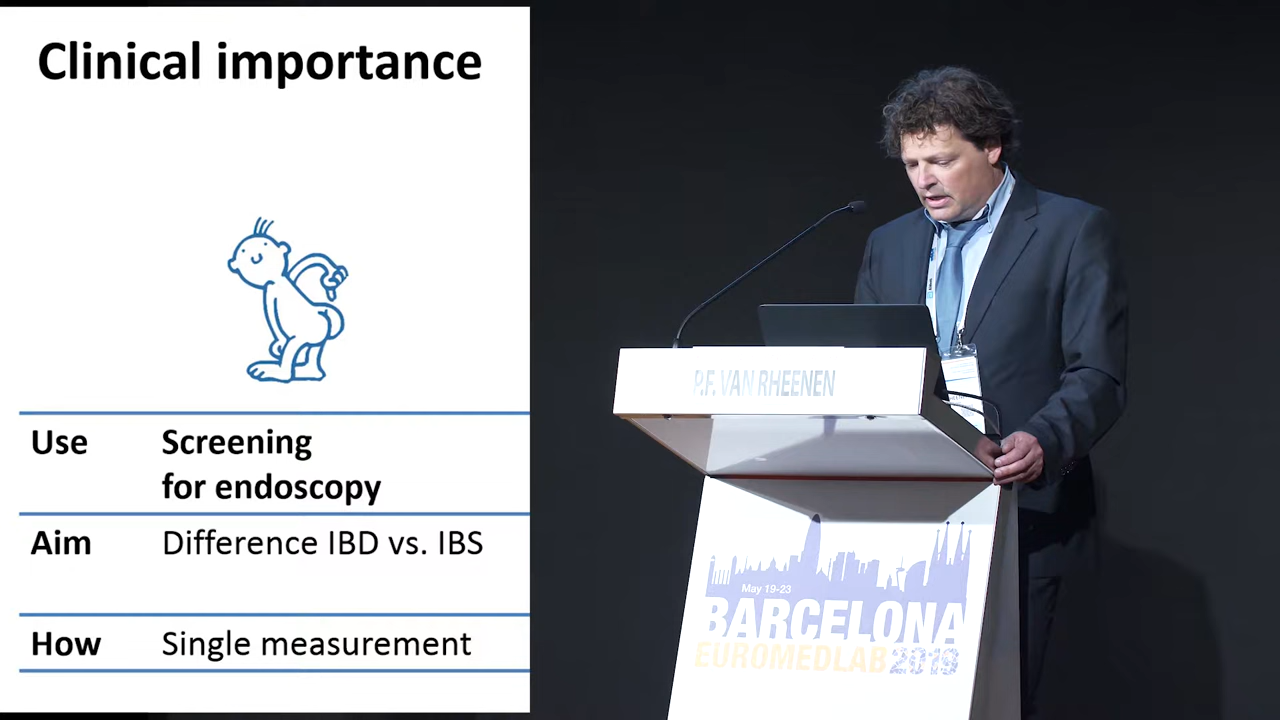 Clinical importance
Use Screening
for endoscopy
Aim Difference IBD vs. IBS
How Single measurement
P.F. VAN RHEENEN
May 19-23
BARCELONA
EUROMEDLAB 2019